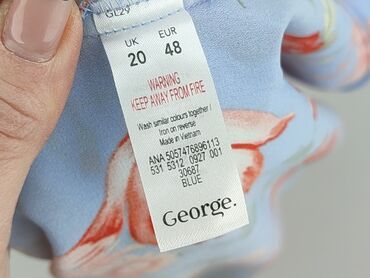 GL29
UK EUR
20 48
WARNING
KEEP AWAY FROM FIRE
Wash similar colours together /
Iron on reverse
Made in Vietnam
ANA 5057476896113
531 5312 0927 001
30687
BLUE
George.